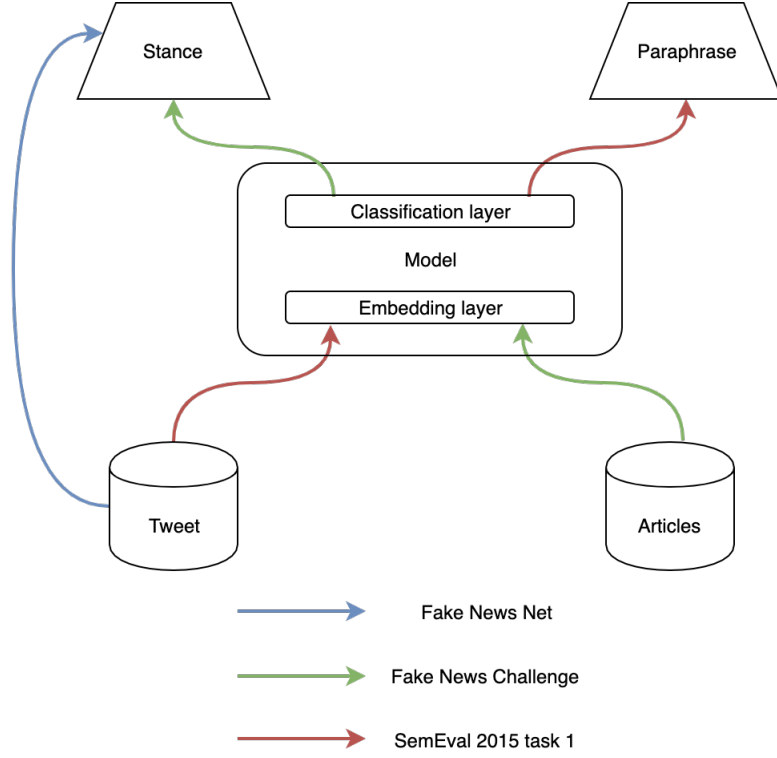 Stance
Paraphrase
Classification layer
Model
Embedding layer
Tweet
Articles
Fake News Net
Fake News Challenge
SemEval 2015 task 1